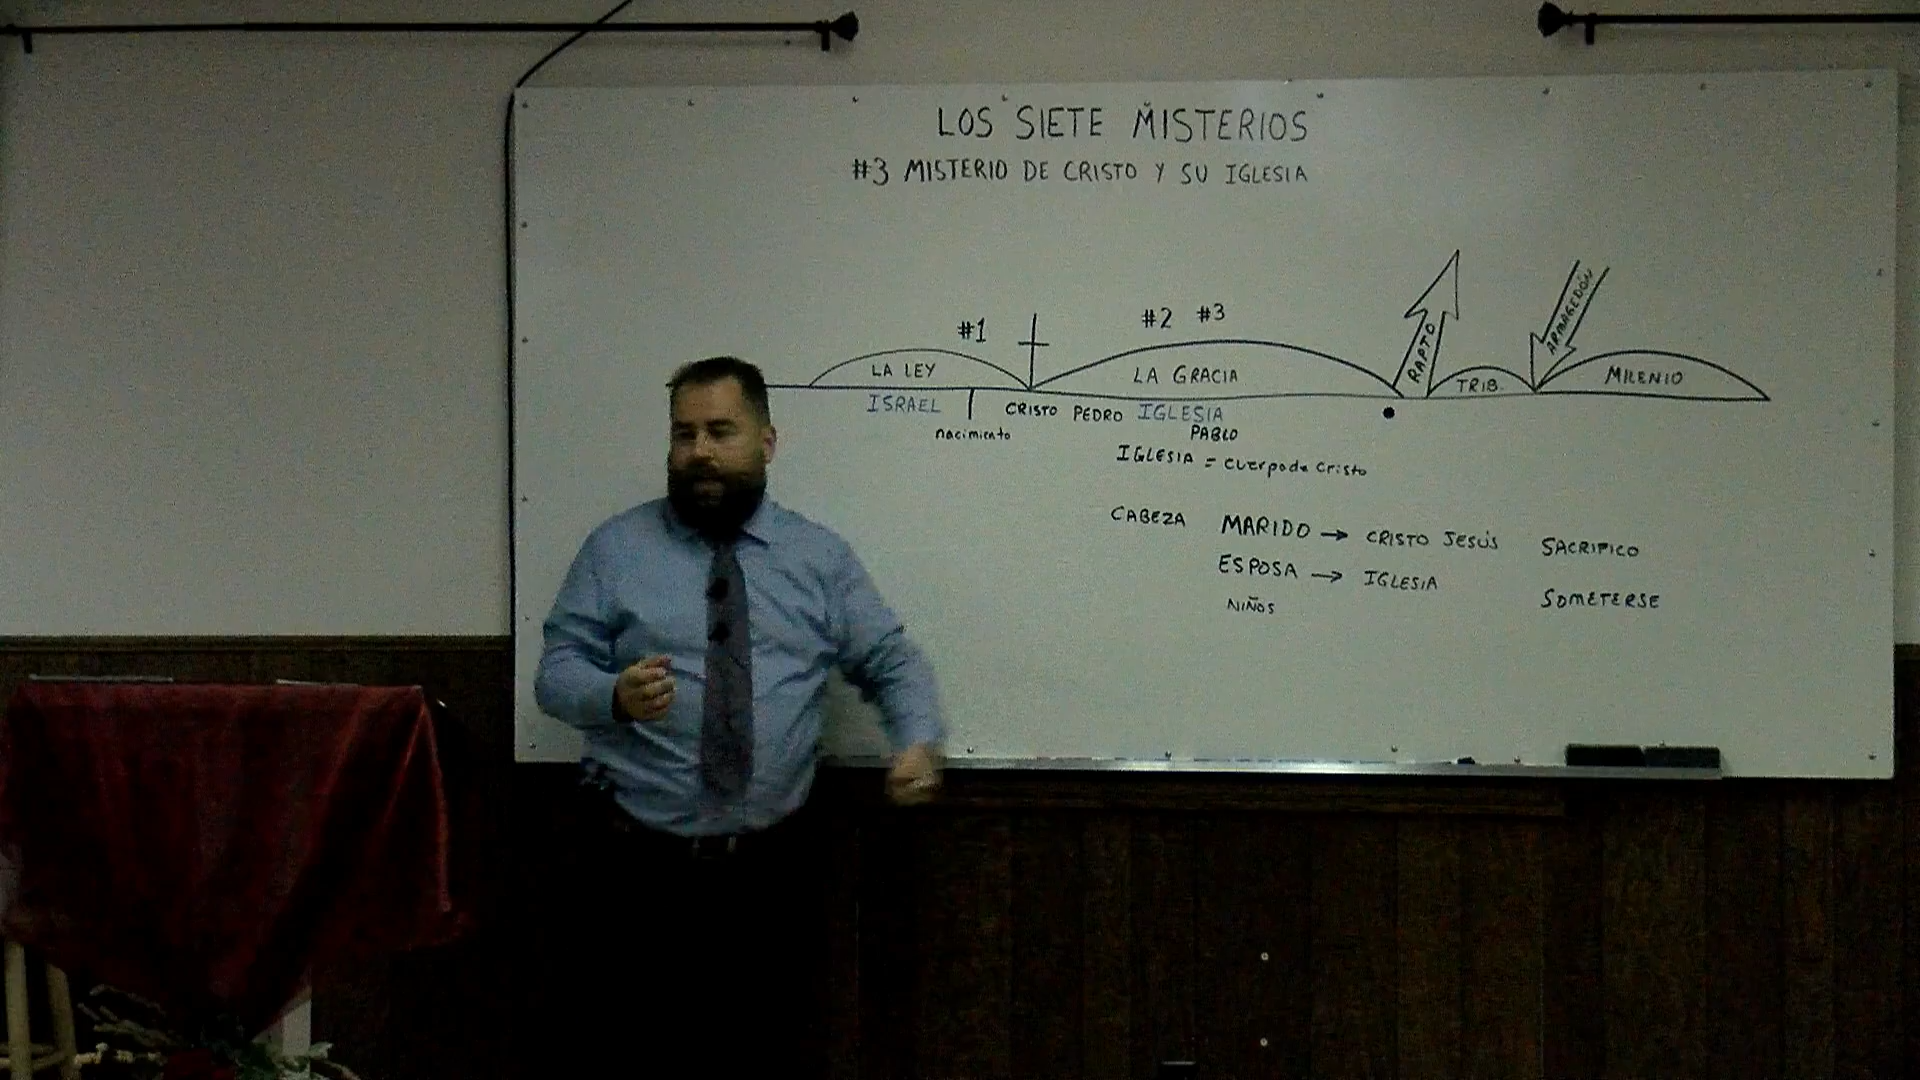 LOS SIETE MISTERIOS
#3 MISTERIO DE CRISTO Y SU IGLESIA
#1
#2 #3
LA LEY
LA GRACIA
RAPTO
TRIB.
ARMAGEDÓN
MILENIO
ISRAEL
CRISTO PEDRO IGLESIA
nacimiento
PABLO
IGLESIA = cuerpo de Cristo
CABEZA MARIDO → CRISTO JESÚS SACRIFICO
ESPOSA → IGLESIA SOMETERSE
NIÑOS